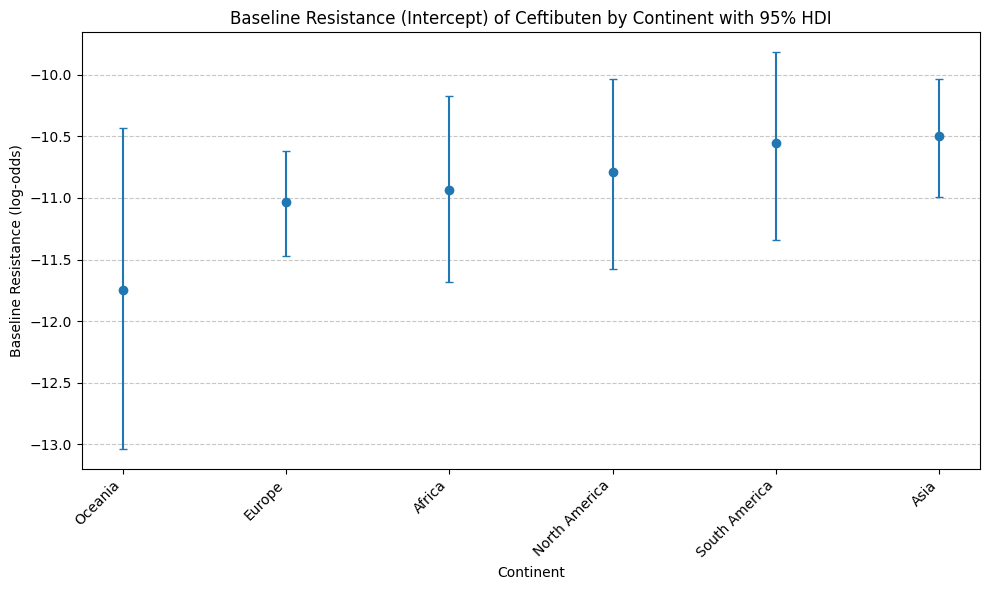 Baseline Resistance (Intercept) of Ceftibuten by Continent with 95% HDI
Baseline Resistance (log-odds)
−10.0
−10.5
−11.0
−11.5
−12.0
−12.5
−13.0
Oceania
Europe
Africa
North America
South America
Asia
Continent